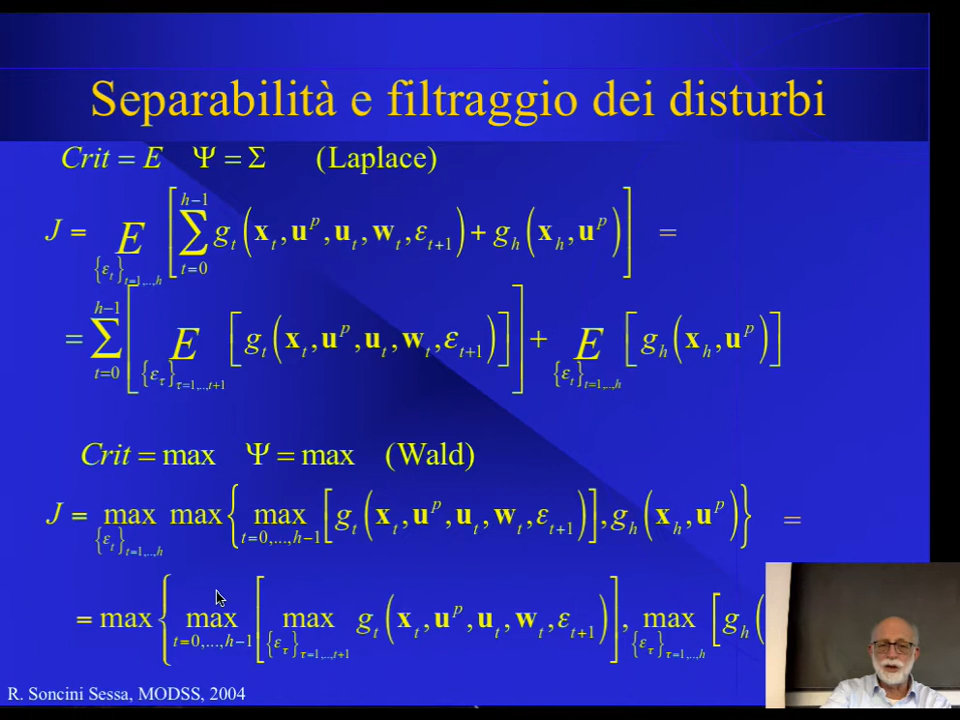 Separabilità e filtraggio dei disturbi
Crit = E Ψ = Σ (Laplace)
J = E_{ε_t}_{t=1,..,h} [ ∑_{t=0}^{h−1} g_t (x_t, u^p, u_t, w_t, ε_{t+1}) + g_h (x_h, u^p) ] =
= ∑_{t=0}^{h−1} [ E_{ε_τ}_{τ=1,..,t+1} [ g_t (x_t, u^p, u_t, w_t, ε_{t+1}) ] ] + E_{ε_t}_{t=1,..,h} [ g_h (x_h, u^p) ]
Crit = max Ψ = max (Wald)
J = max_{ε_t}_{t=1,..,h} max { max_{t=0,...,h−1} [ g_t (x_t, u^p, u_t, w_t, ε_{t+1}) ], g_h (x_h, u^p) } =
= max { max_{t=0,...,h−1} [ max_{ε_τ}_{τ=1,..,t+1} g_t (x_t, u^p, u_t, w_t, ε_{t+1}) ], max_{ε_τ}_{τ=1,..,h} [ g_h (
R. Soncini Sessa, MODSS, 2004